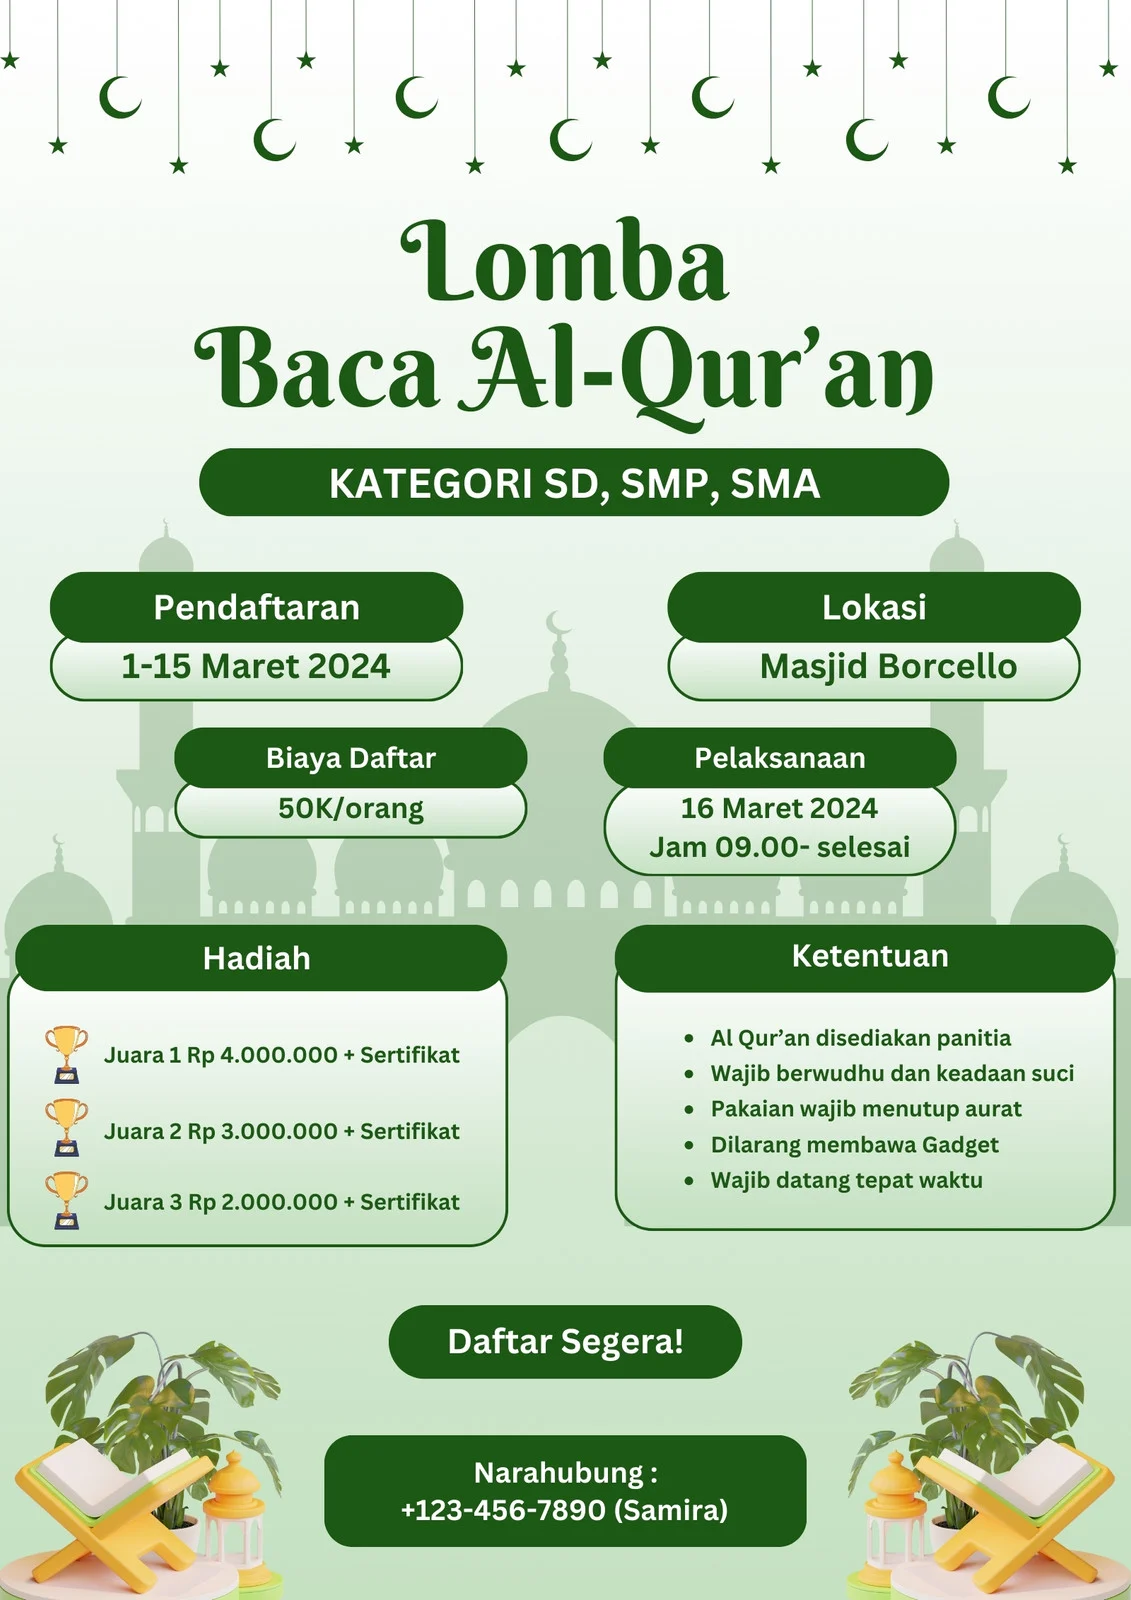 Lomba
Baca Al-Qur’an
KATEGORI SD, SMP, SMA
Pendaftaran
1-15 Maret 2024
Lokasi
Masjid Borcello
Biaya Daftar
50K/orang
Pelaksanaan
16 Maret 2024
Jam 09.00- selesai
Hadiah
Juara 1 Rp 4.000.000 + Sertifikat
Juara 2 Rp 3.000.000 + Sertifikat
Juara 3 Rp 2.000.000 + Sertifikat
Ketentuan
• Al Qur’an disediakan panitia
• Wajib berwudhu dan keadaan suci
• Pakaian wajib menutup aurat
• Dilarang membawa Gadget
• Wajib datang tepat waktu
Daftar Segera!
Narahubung :
+123-456-7890 (Samira)